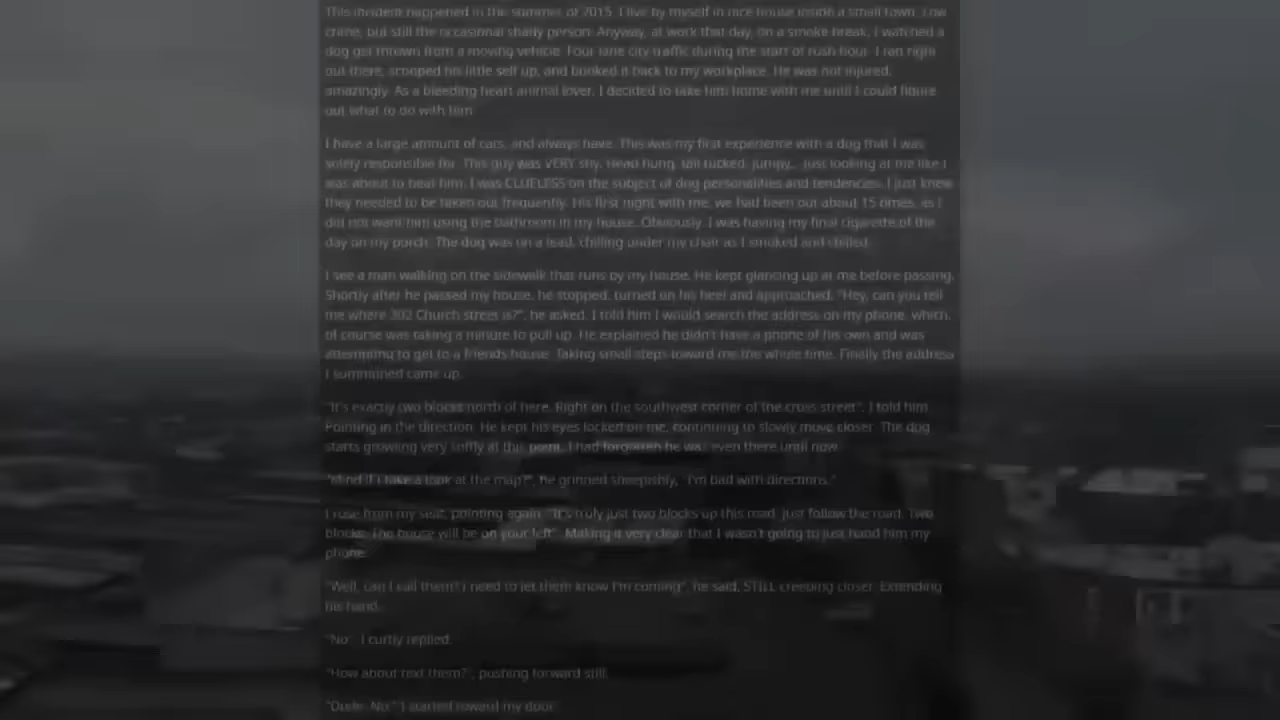 This incident happened in the summer of 2015. I live by myself in nice house inside a small town. Low
crime, but still the occasional shady person. Anyway, at work that day, on a smoke break, I watched a
dog get thrown from a moving vehicle. Four lane city traffic during the start of rush hour. I ran right
out there, scooped his little self up, and booked it back to my workplace. He was not injured,
amazingly. As a bleeding heart animal lover, I decided to take him home with me until I could figure
out what to do with him.
I have a large amount of cats, and always have. This was my first experience with a dog that I was
solely responsible for. This guy was VERY shy. Head hung, tail tucked, jumpy... just looking at me like I
was about to beat him. I was CLUELESS on the subject of dog personalities and tendencies. I just knew
they needed to be taken out frequently. His first night with me, we had been out about 15 times, as I
did not want him using the bathroom in my house. Obviously. I was having my final cigarette of the
day on my porch. The dog was on a lead, chilling under my chair as I smoked and chilled.
I see a man walking on the sidewalk that runs by my house. He kept glancing up at me before passing.
Shortly after he passed my house, he stopped, turned on his heel and approached. "Hey, can you tell
me where 302 Church street is?", he asked. I told him I would search the address on my phone, which,
of course was taking a minute to pull up. He explained he didn't have a phone of his own and was
attempting to get to a friends house. Taking small steps toward me the whole time. Finally the address
I summoned came up.
"It's exactly two blocks north of here. Right on the southwest corner of the cross street", I told him.
Pointing in the direction. He kept his eyes locked on me, continuing to slowly move closer. The dog
starts growling very softly at this point. I had forgotten he was even there until now.
"Mind if I take a look at the map?", he grinned sheepishly, "I'm bad with directions."
I rose from my seat, pointing again. "It's truly just two blocks up this road. Just follow the road. Two
blocks. The house will be on your left". Making it very clear that I wasn't going to just hand him my
phone.
"Well, can I call them? I need to let them know I'm coming", he said, STILL creeping closer. Extending
his hand.
"No". I curtly replied.
"How about text them?", pushing forward still.
"Dude. No." I started toward my door.